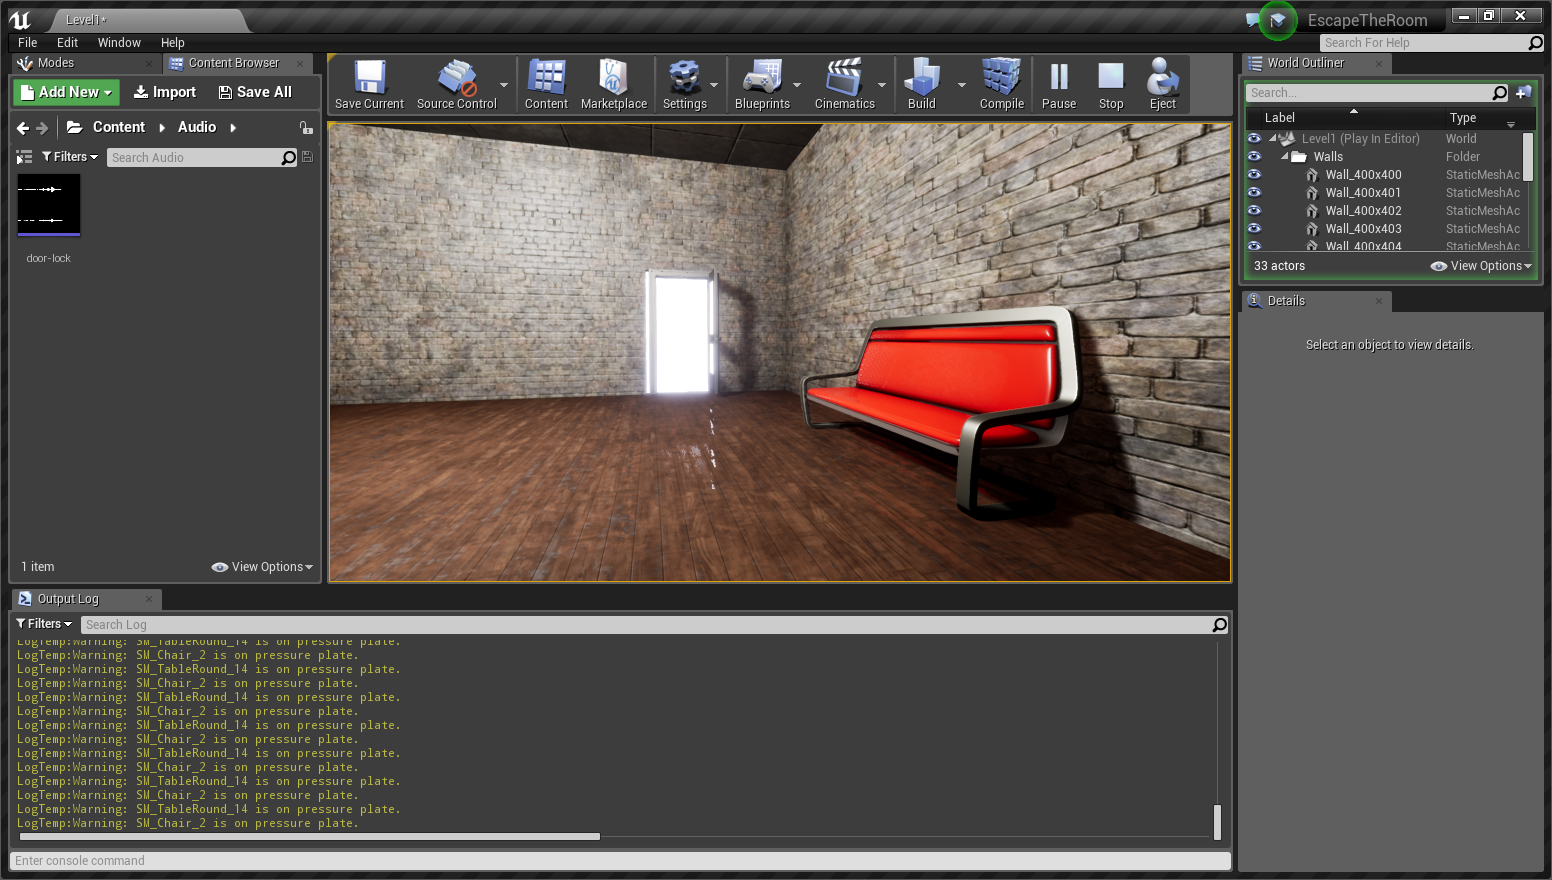 Level1*
EscapeTheRoom
File Edit Window Help
Search For Help
Modes
Content Browser
World Outliner
Add New
Import
Save All
Save Current
Source Control
Content
Marketplace
Settings
Blueprints
Cinematics
Build
Compile
Pause
Stop
Eject
Content Audio
Filters
Search Audio
door-lock
1 item
View Options
Search...
Label Type
Level1 (Play In Editor) World
Walls Folder
Wall_400x400 StaticMeshAc
Wall_400x401 StaticMeshAc
Wall_400x402 StaticMeshAc
Wall_400x403 StaticMeshAc
Wall_400x404 StaticMeshAc
33 actors
View Options
Details
Select an object to view details.
Output Log
Filters
Search Log
LogTemp:Warning: SM_TableRound_14 is on pressure plate.
LogTemp:Warning: SM_Chair_2 is on pressure plate.
LogTemp:Warning: SM_TableRound_14 is on pressure plate.
LogTemp:Warning: SM_Chair_2 is on pressure plate.
LogTemp:Warning: SM_TableRound_14 is on pressure plate.
LogTemp:Warning: SM_Chair_2 is on pressure plate.
LogTemp:Warning: SM_TableRound_14 is on pressure plate.
LogTemp:Warning: SM_Chair_2 is on pressure plate.
LogTemp:Warning: SM_TableRound_14 is on pressure plate.
LogTemp:Warning: SM_Chair_2 is on pressure plate.
LogTemp:Warning: SM_TableRound_14 is on pressure plate.
LogTemp:Warning: SM_Chair_2 is on pressure plate.
LogTemp:Warning: SM_TableRound_14 is on pressure plate.
LogTemp:Warning: SM_Chair_2 is on pressure plate.
Enter console command